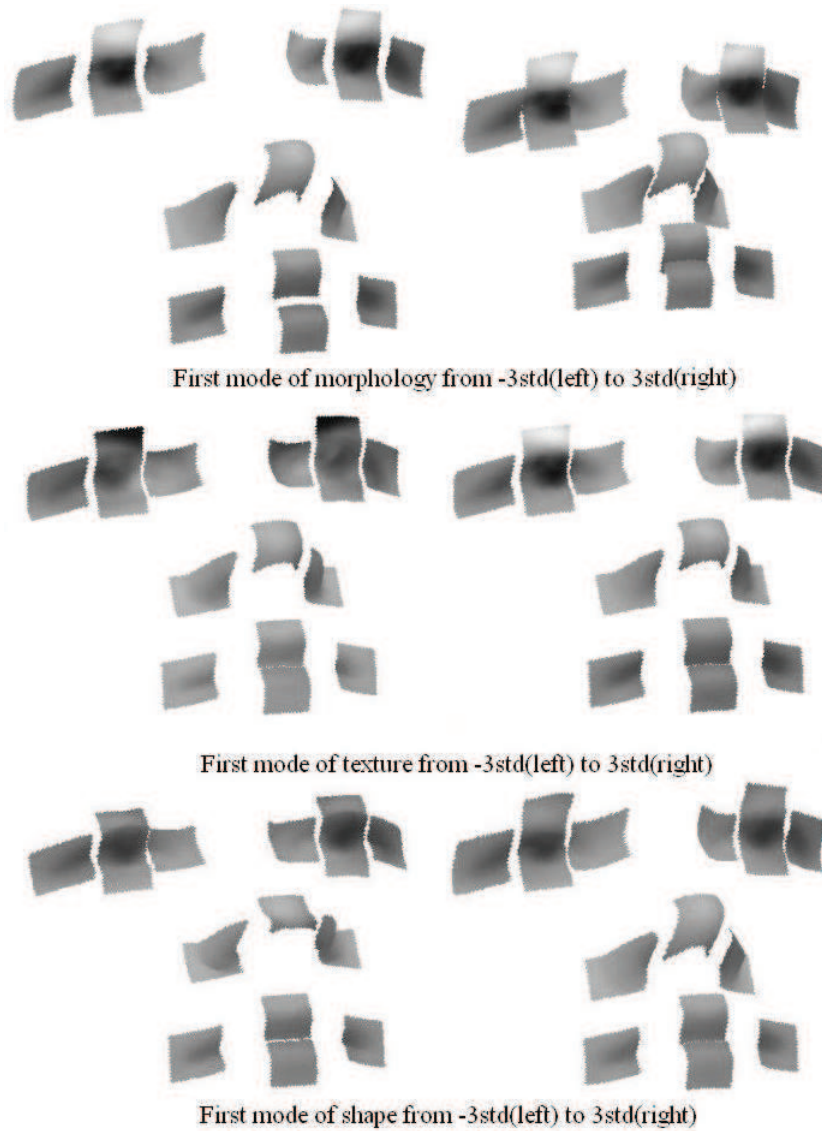 First mode of morphology from -3std(left) to 3std(right)
First mode of texture from -3std(left) to 3std(right)
First mode of shape from -3std(left) to 3std(right)